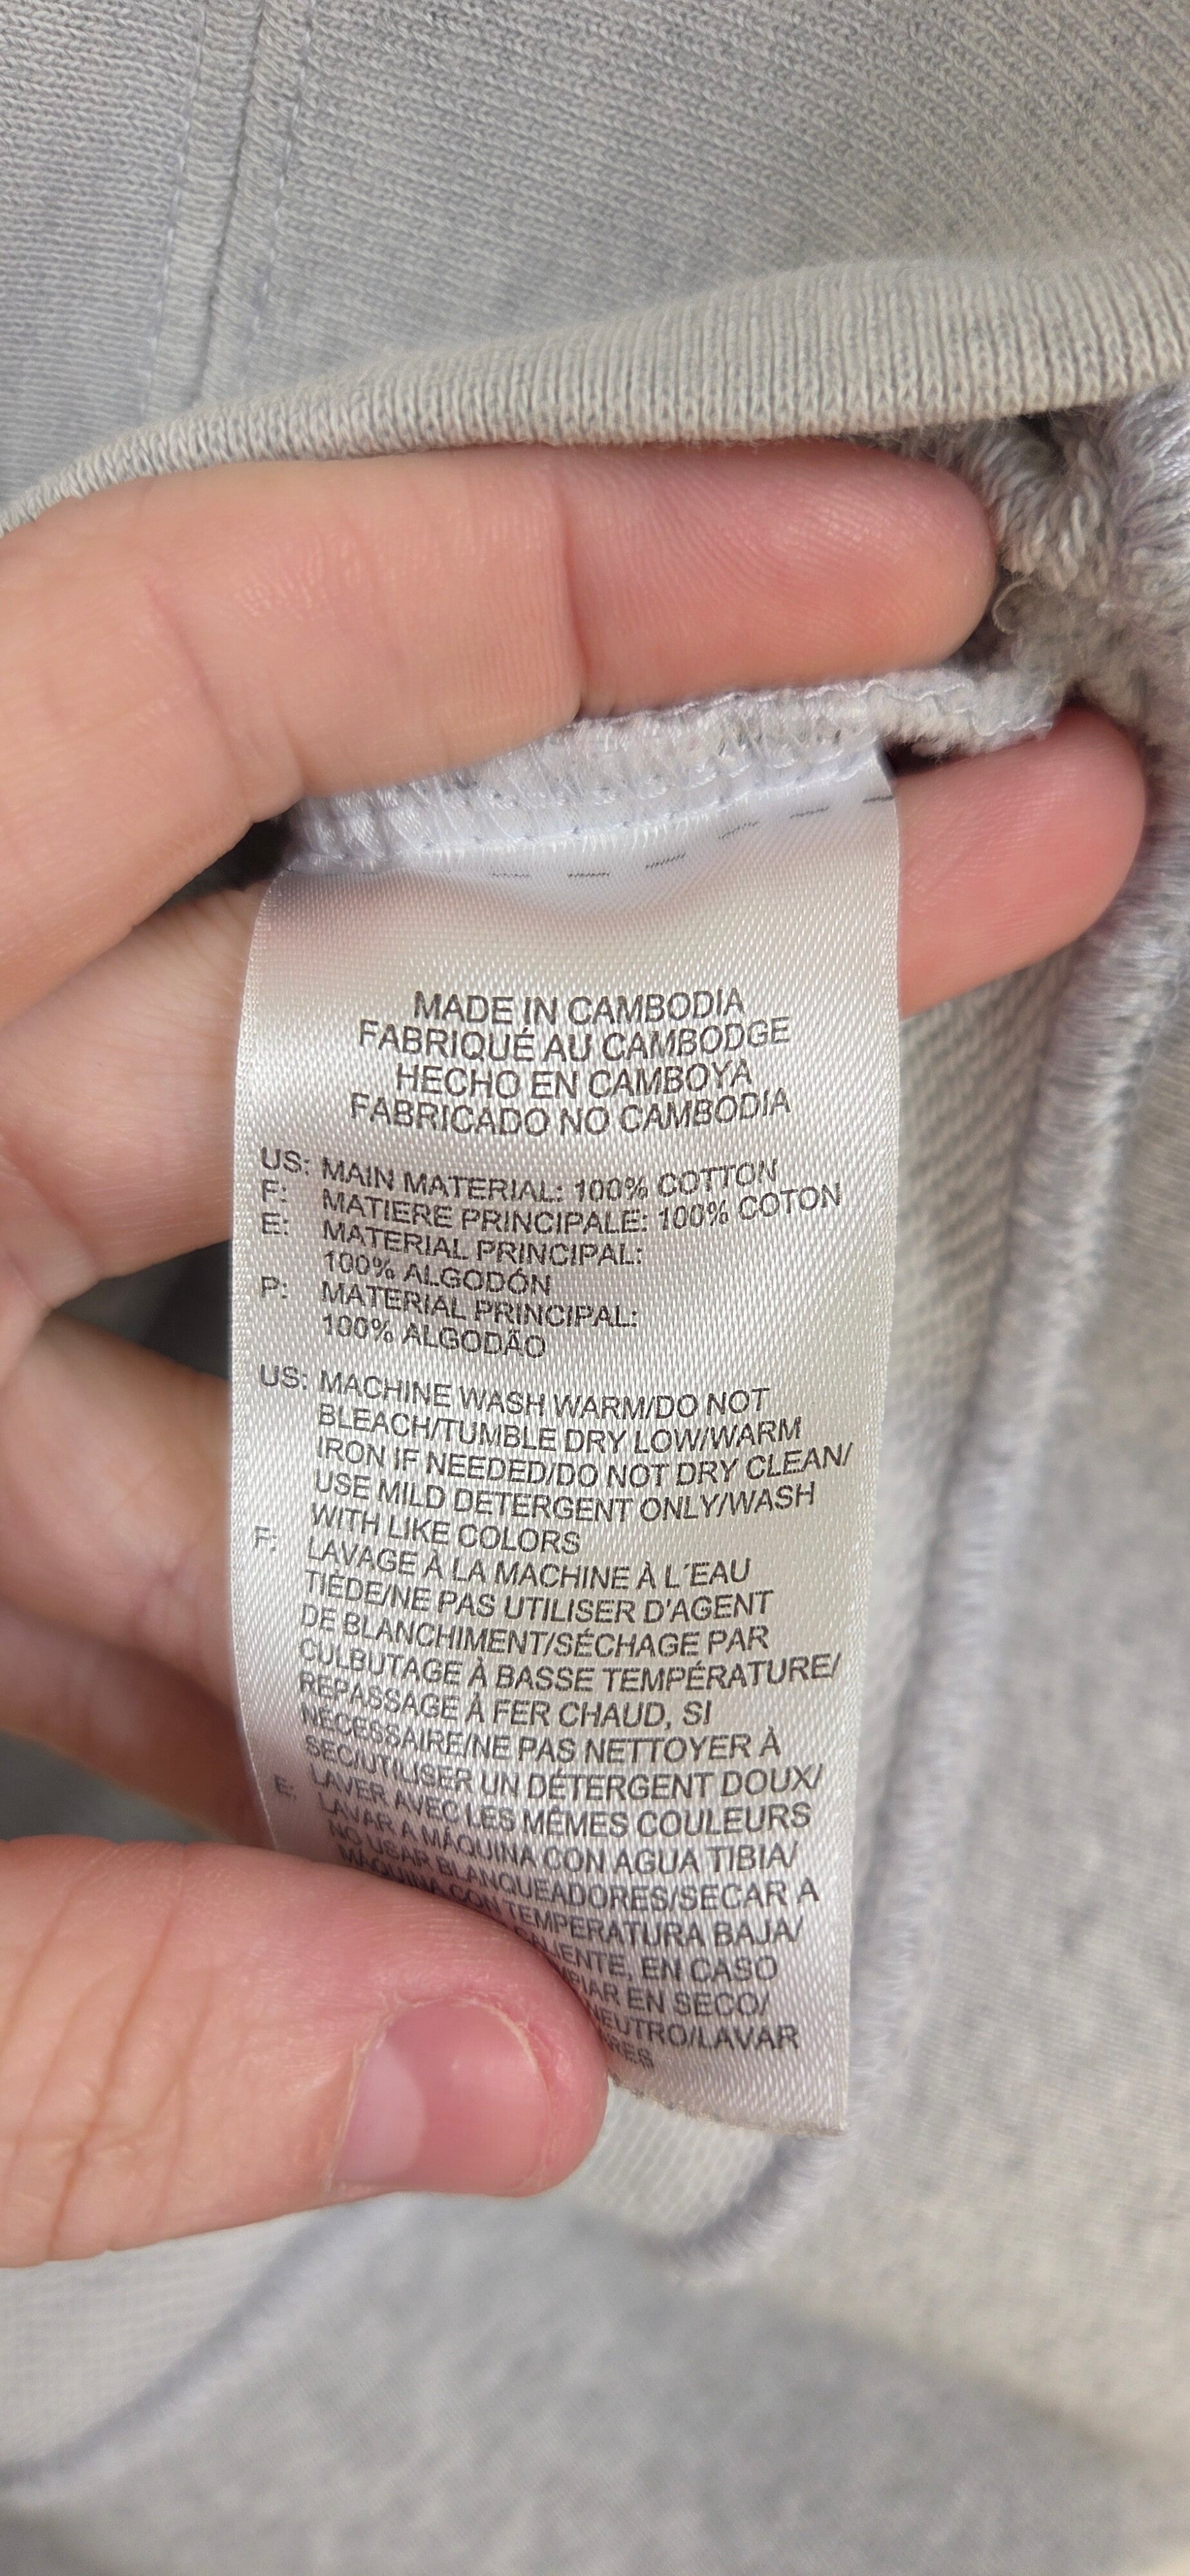 MADE IN CAMBODIA
FABRIQUÉ AU CAMBODGE
HECHO EN CAMBOYA
FABRICADO NO CAMBODIA
US: MAIN MATERIAL: 100% COTTON
F: MATIERE PRINCIPALE: 100% COTON
E: MATERIAL PRINCIPAL:
100% ALGODÓN
P: MATERIAL PRINCIPAL:
100% ALGODÃO
US: MACHINE WASH WARM/DO NOT
BLEACH/TUMBLE DRY LOW/WARM
IRON IF NEEDED/DO NOT DRY CLEAN/
USE MILD DETERGENT ONLY/WASH
WITH LIKE COLORS
F: LAVAGE À LA MACHINE À L´EAU
TIÈDE/NE PAS UTILISER D'AGENT
DE BLANCHIMENT/SÉCHAGE PAR
CULBUTAGE À BASSE TEMPÉRATURE/
REPASSAGE À FER CHAUD, SI
NÉCESSAIRE/NE PAS NETTOYER À
SEC/UTILISER UN DÉTERGENT DOUX/
LAVER AVEC LES MÊMES COULEURS
E: LAVAR A MÁQUINA CON AGUA TIBIA/
NO USAR BLANQUEADORES/SECAR A
MÁQUINA CON TEMPERATURA BAJA/
EN CASO
EN SECO/
/LAVAR